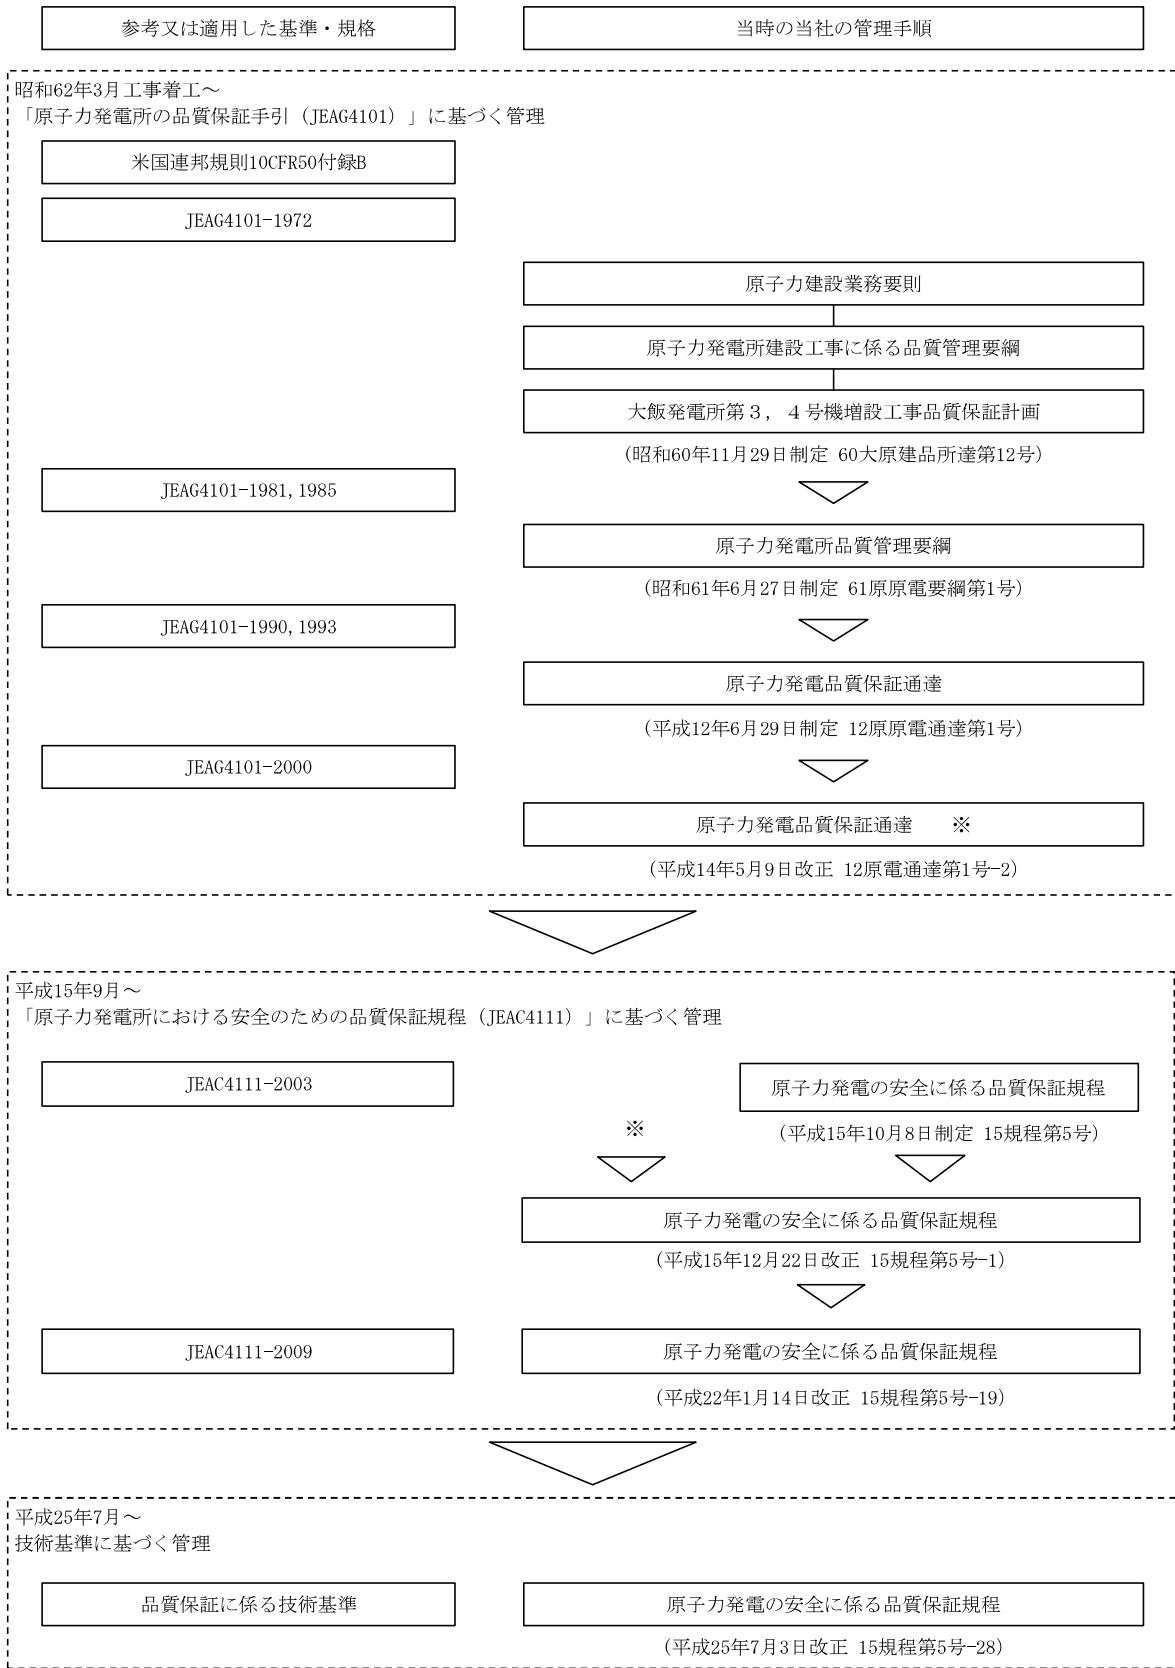 参考又は適用した基準・規格
当時の当社の管理手順
昭和62年3月工事着工～
「原子力発電所の品質保証手引（JEAG4101）」に基づく管理
米国連邦規則10CFR50付録B
JEAG4101-1972
原子力建設業務要則
原子力発電所建設工事に係る品質管理要綱
大飯発電所第３，４号機増設工事品質保証計画
(昭和60年11月29日制定 60大原建品所達第12号)
JEAG4101-1981,1985
原子力発電所品質管理要綱
(昭和61年6月27日制定 61原原電要綱第1号)
JEAG4101-1990,1993
原子力発電品質保証通達
(平成12年6月29日制定 12原原電通達第1号)
JEAG4101-2000
原子力発電品質保証通達　※
(平成14年5月9日改正 12原電通達第1号-2)
平成15年9月～
「原子力発電所における安全のための品質保証規程（JEAC4111）」に基づく管理
JEAC4111-2003
原子力発電の安全に係る品質保証規程
(平成15年10月8日制定 15規程第5号)
※
原子力発電の安全に係る品質保証規程
(平成15年12月22日改正 15規程第5号-1)
JEAC4111-2009
原子力発電の安全に係る品質保証規程
(平成22年1月14日改正 15規程第5号-19)
平成25年7月～
技術基準に基づく管理
品質保証に係る技術基準
原子力発電の安全に係る品質保証規程
(平成25年7月3日改正 15規程第5号-28)